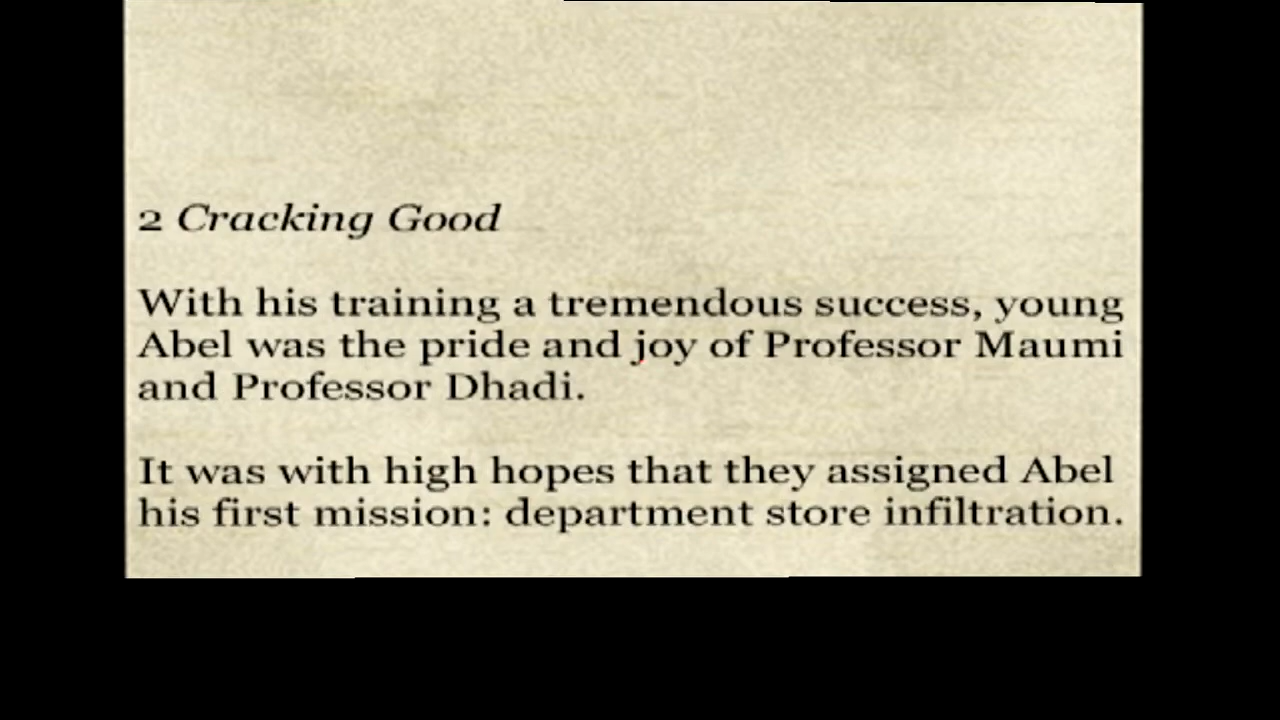 2 Cracking Good
With his training a tremendous success, young
Abel was the pride and joy of Professor Maumi
and Professor Dhadi.
It was with high hopes that they assigned Abel
his first mission: department store infiltration.